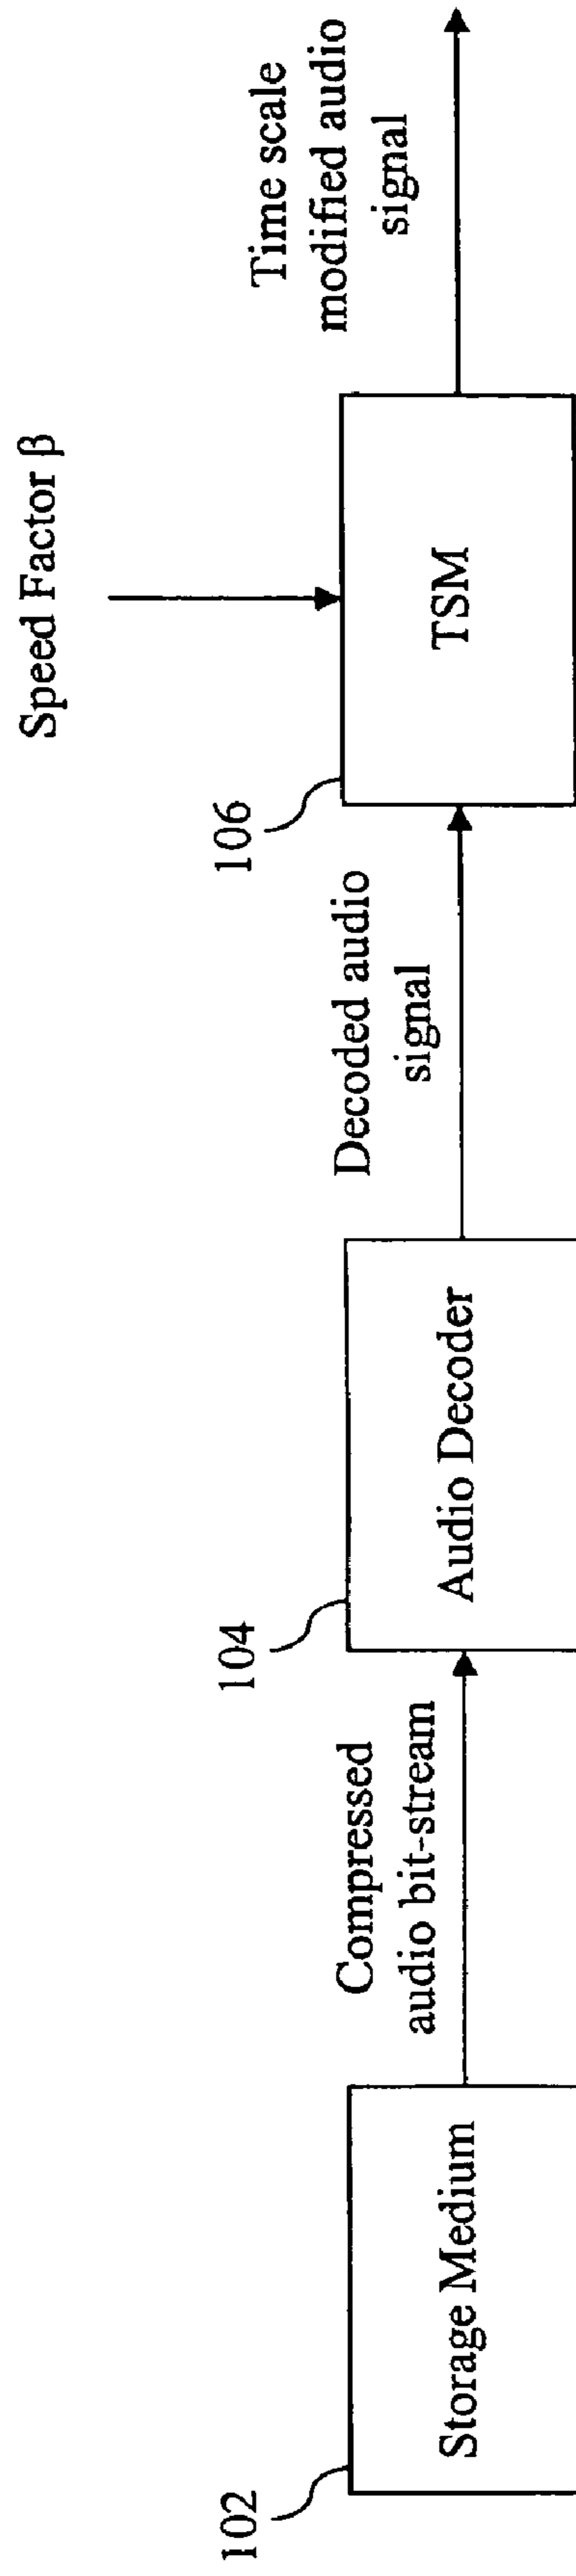 Speed Factor β
102
Storage Medium
Compressed
audio bit-stream
104
Audio Decoder
Decoded audio
signal
106
TSM
Time scale
modified audio
signal